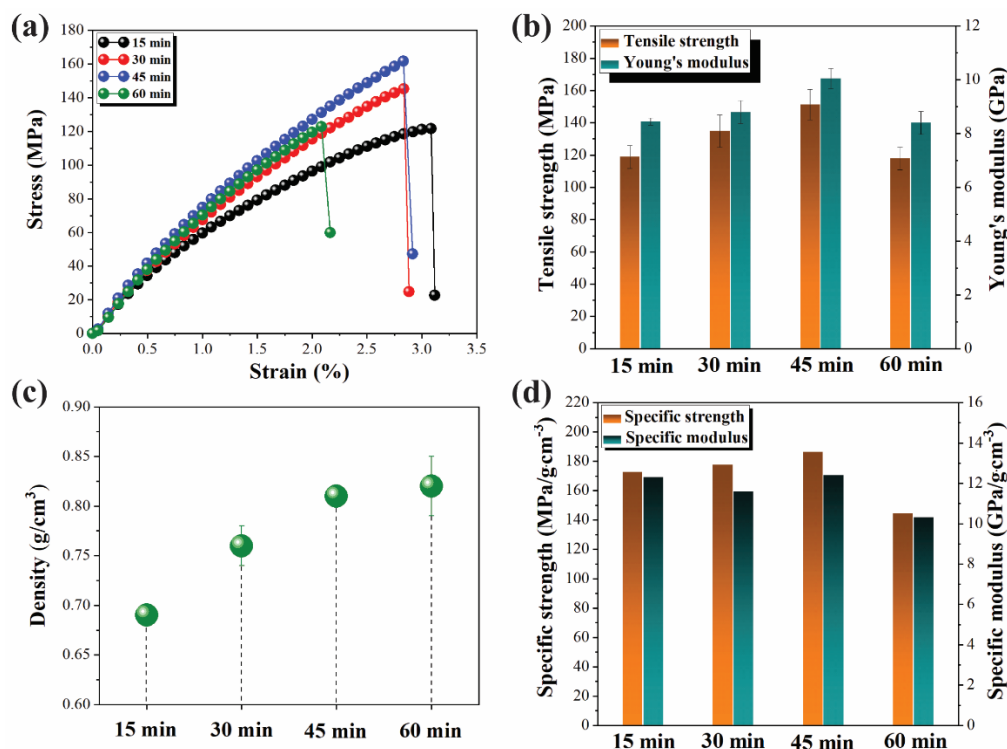 (a)
Stress (MPa)
180
160
140
120
100
80
60
40
20
0
15 min
30 min
45 min
60 min
0.0 0.5 1.0 1.5 2.0 2.5 3.0 3.5
Strain (%)
(b)
Tensile strength (MPa)
200
180
160
140
120
100
80
60
40
20
0
Tensile strength
Young's modulus
12
10
8
6
4
2
0
Young's modulus (GPa)
15 min 30 min 45 min 60 min
(c)
Density (g/cm³)
0.90
0.85
0.80
0.75
0.70
0.65
0.60
15 min 30 min 45 min 60 min
(d)
Specific strength (MPa/g·cm⁻³)
220
200
180
160
140
120
100
80
60
40
20
0
Specific strength
Specific modulus
16
14
12
10
8
6
4
2
0
Specific modulus (GPa/g·cm⁻³)
15 min 30 min 45 min 60 min